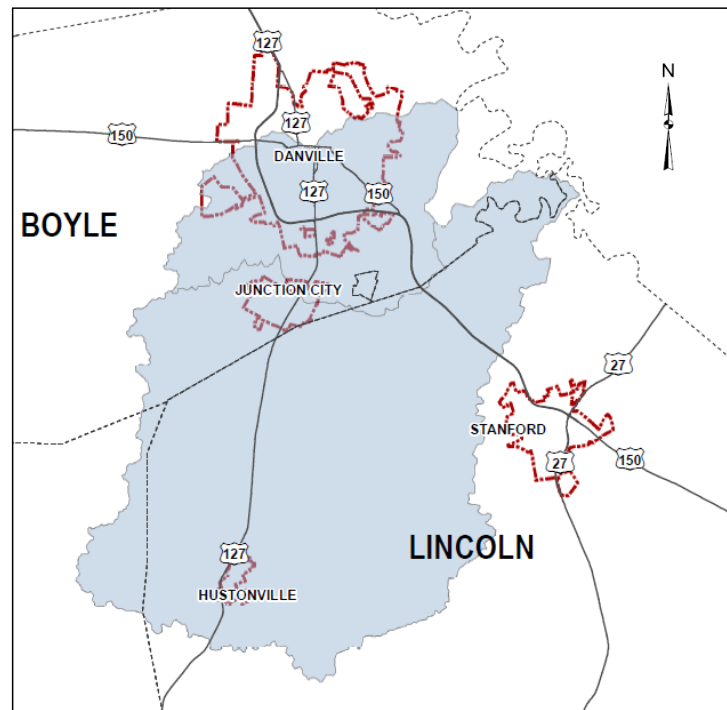 127
N
127
150
DANVILLE
127
150
BOYLE
JUNCTION CITY
27
STANFORD
27
150
LINCOLN
127
HUSTONVILLE